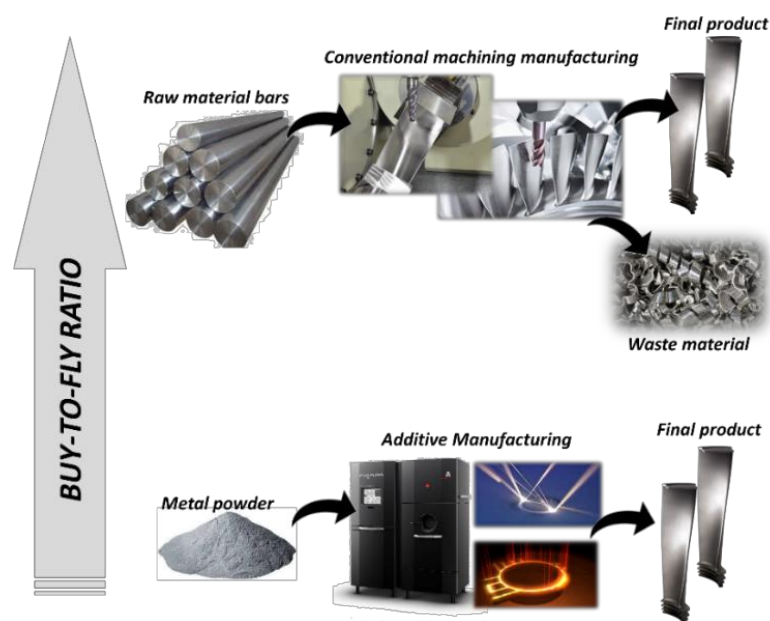 Final product
Conventional machining manufacturing
Raw material bars
Waste material
BUY-TO-FLY RATIO
Additive Manufacturing
Final product
Metal powder